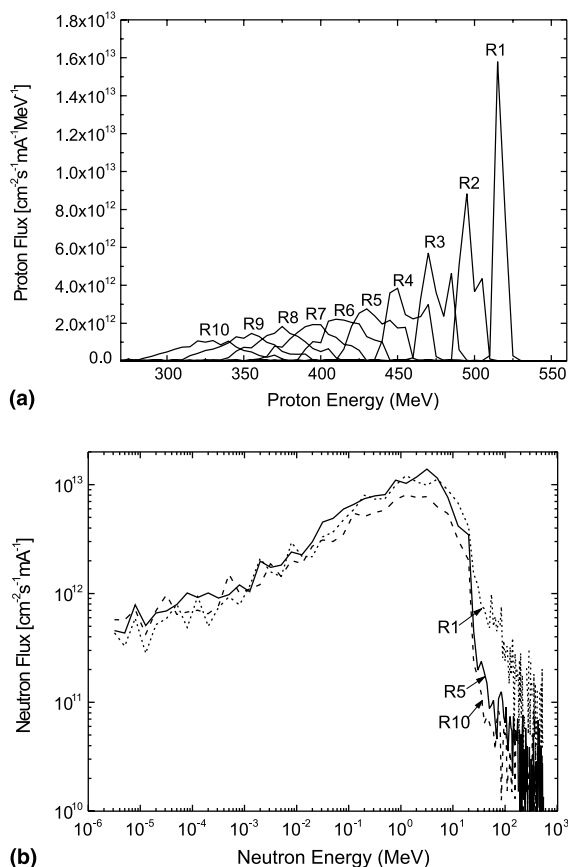 1.8x10¹³
1.6x10¹³
1.4x10¹³
1.2x10¹³
1.0x10¹³
8.0x10¹²
6.0x10¹²
4.0x10¹²
2.0x10¹²
0.0
Proton Flux [cm⁻²s⁻¹mA⁻¹MeV⁻¹]
R1
R2
R3
R4
R5
R6
R7
R8
R9
R10
300 350 400 450 500 550
(a) Proton Energy (MeV)
10¹³
10¹²
10¹¹
10¹⁰
Neutron Flux [cm⁻²s⁻¹mA⁻¹]
R1
R5
R10
10⁻⁶ 10⁻⁵ 10⁻⁴ 10⁻³ 10⁻² 10⁻¹ 10⁰ 10¹ 10² 10³
(b) Neutron Energy (MeV)